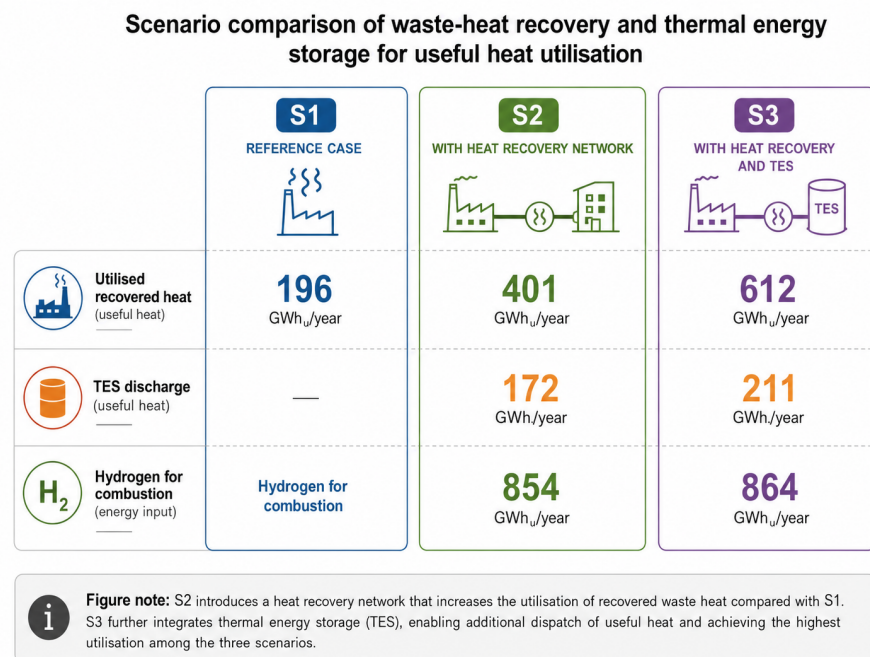 Scenario comparison of waste-heat recovery and thermal energy
storage for useful heat utilisation
S1
REFERENCE CASE
S2
WITH HEAT RECOVERY NETWORK
S3
WITH HEAT RECOVERY
AND TES
TES
Utilised
recovered heat
(useful heat)
196
GWhᵤ/year
401
GWhᵤ/year
612
GWhᵤ/year
TES discharge
(useful heat)
—
172
GWh./year
211
GWh./year
H₂
Hydrogen for
combustion
(energy input)
Hydrogen for
combustion
854
GWhᵤ/year
864
GWhᵤ/year
i
Figure note: S2 introduces a heat recovery network that increases the utilisation of recovered waste heat compared with S1.
S3 further integrates thermal energy storage (TES), enabling additional dispatch of useful heat and achieving the highest
utilisation among the three scenarios.